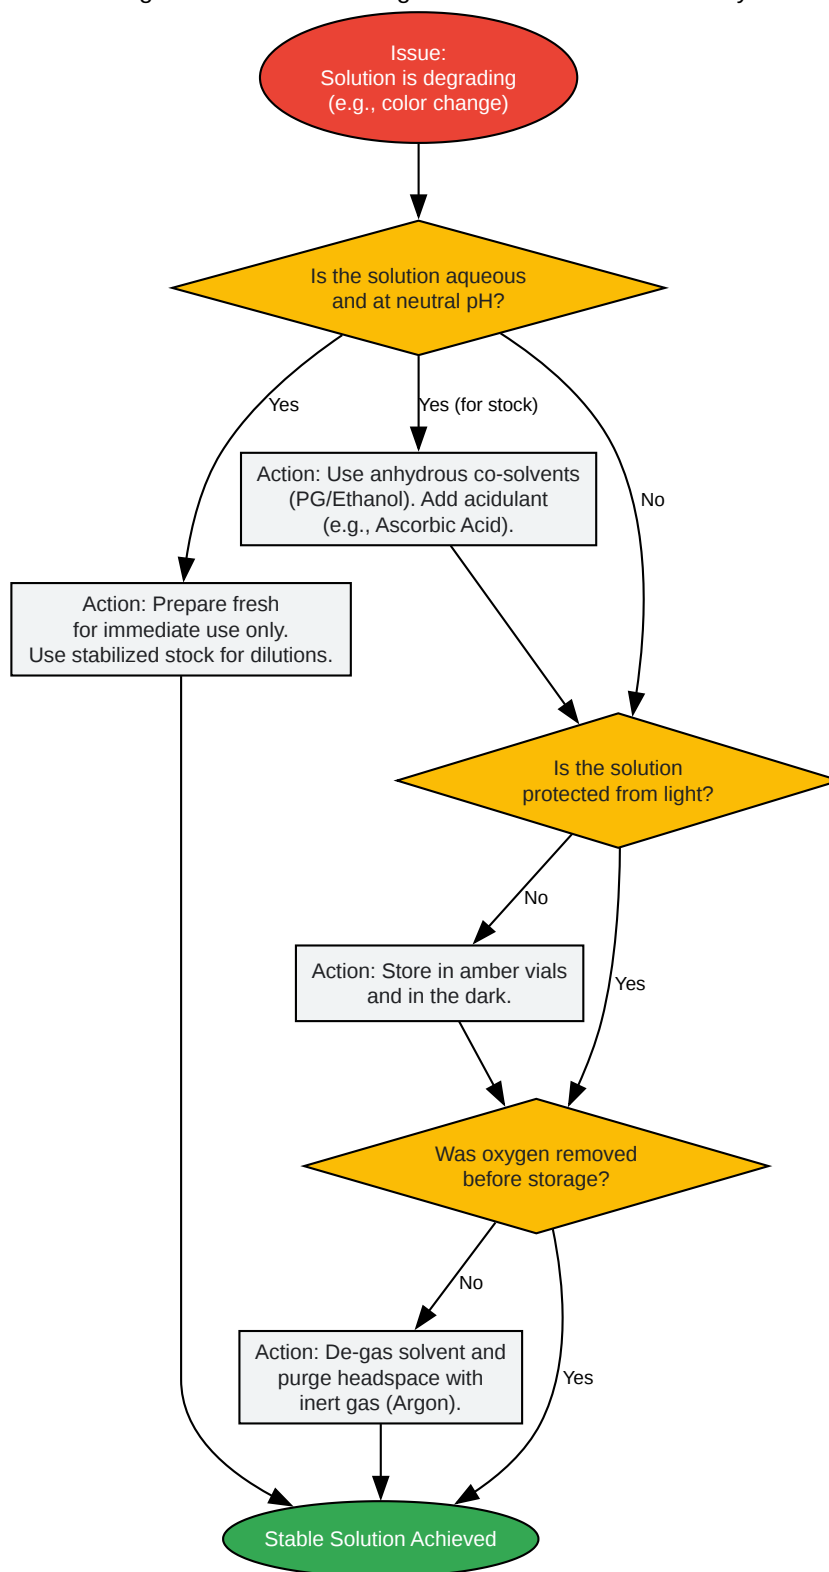 Issue:
Solution is degrading
(e.g., color change)
Is the solution aqueous
and at neutral pH?
Yes
Yes (for stock)
No
Action: Use anhydrous co-solvents
(PG/Ethanol). Add acidulant
(e.g., Ascorbic Acid).
Action: Prepare fresh
for immediate use only.
Use stabilized stock for dilutions.
Is the solution
protected from light?
No
Action: Store in amber vials
and in the dark.
Yes
Was oxygen removed
before storage?
No
Action: De-gas solvent and
purge headspace with
inert gas (Argon).
Yes
Stable Solution Achieved